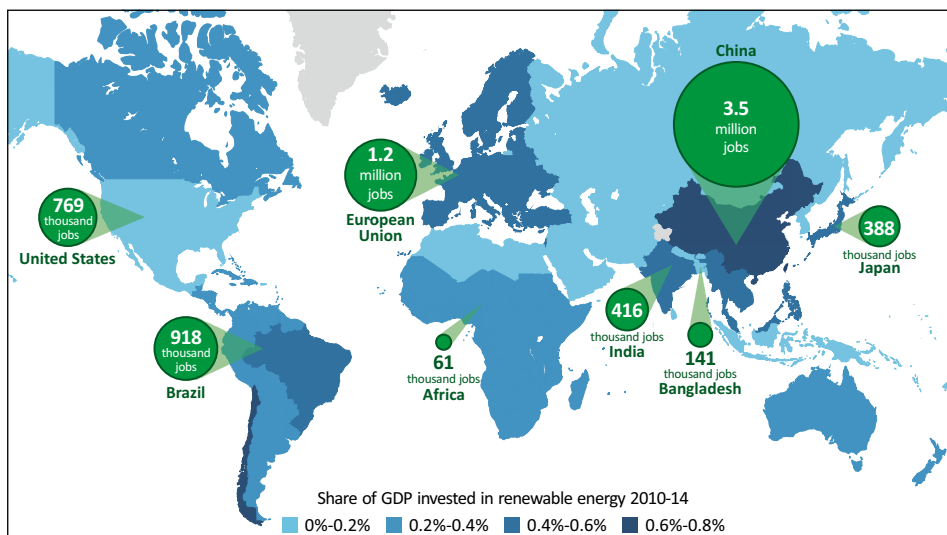 China
3.5
million
jobs
1.2
million
jobs
European
Union
769
thousand
jobs
United States
388
thousand jobs
Japan
918
thousand
jobs
Brazil
61
thousand jobs
Africa
416
thousand jobs
India
141
thousand jobs
Bangladesh
Share of GDP invested in renewable energy 2010-14
0%-0.2% 0.2%-0.4% 0.4%-0.6% 0.6%-0.8%